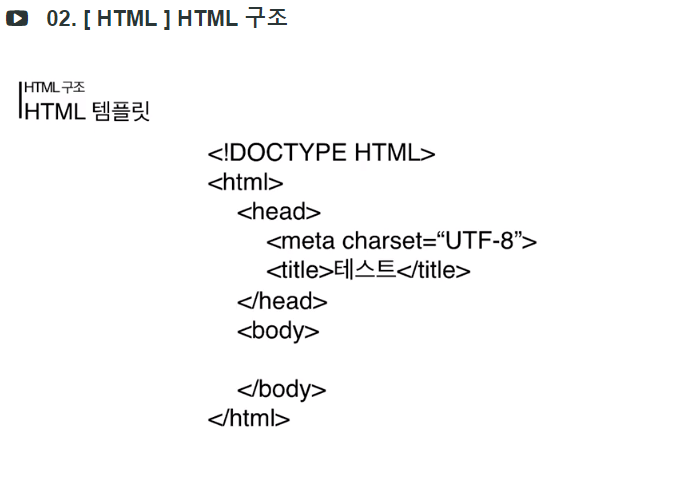 02. [ HTML ] HTML 구조
HTML 구조
HTML 템플릿
<!DOCTYPE HTML>
<html>
<head>
<meta charset=“UTF-8”>
<title>테스트</title>
</head>
<body>
</body>
</html>